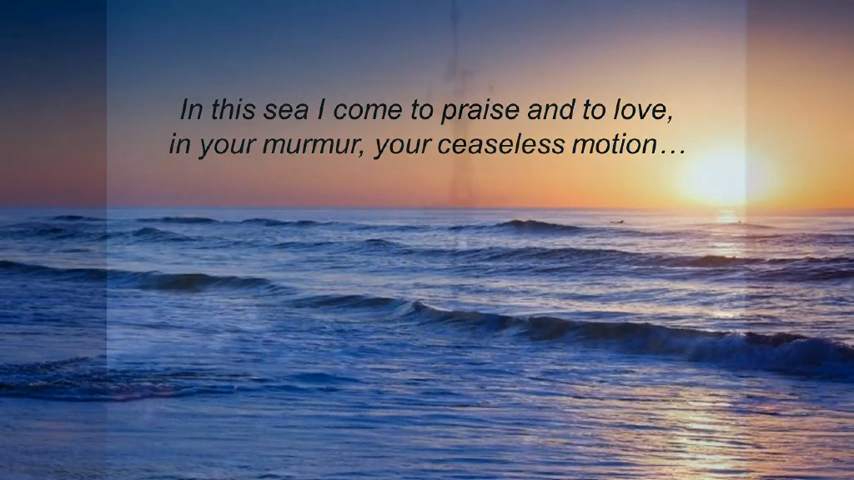 In this sea I come to praise and to love,
in your murmur, your ceaseless motion…